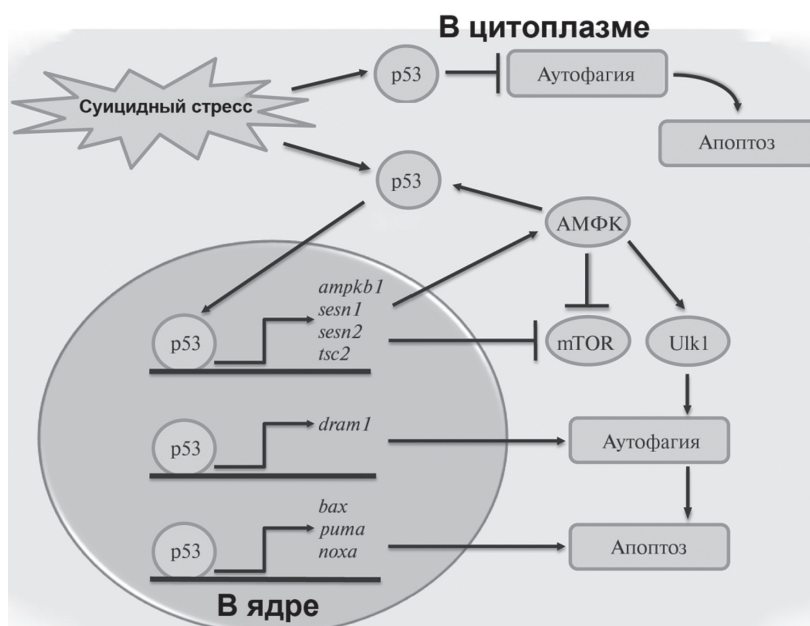 В цитоплазме
Суицидный стресс
p53
Аутофагия
Апоптоз
p53
АМФК
ampkb1
sesn1
sesn2
tsc2
p53
mTOR
Ulk1
dram1
p53
Аутофагия
bax
puma
noxa
p53
Апоптоз
В ядре